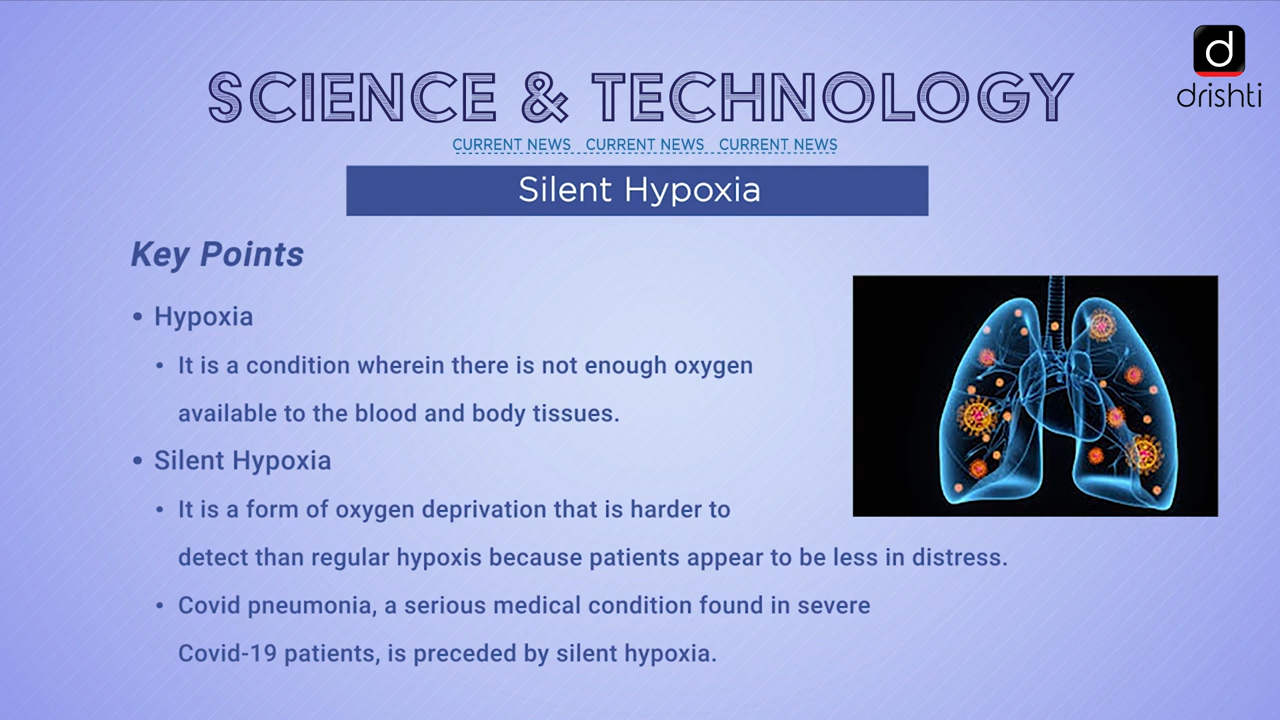 SCIENCE & TECHNOLOGY
d
drishti
CURRENT NEWS CURRENT NEWS CURRENT NEWS
Silent Hypoxia
Key Points
• Hypoxia
• It is a condition wherein there is not enough oxygen
available to the blood and body tissues.
• Silent Hypoxia
• It is a form of oxygen deprivation that is harder to
detect than regular hypoxis because patients appear to be less in distress.
• Covid pneumonia, a serious medical condition found in severe
Covid-19 patients, is preceded by silent hypoxia.